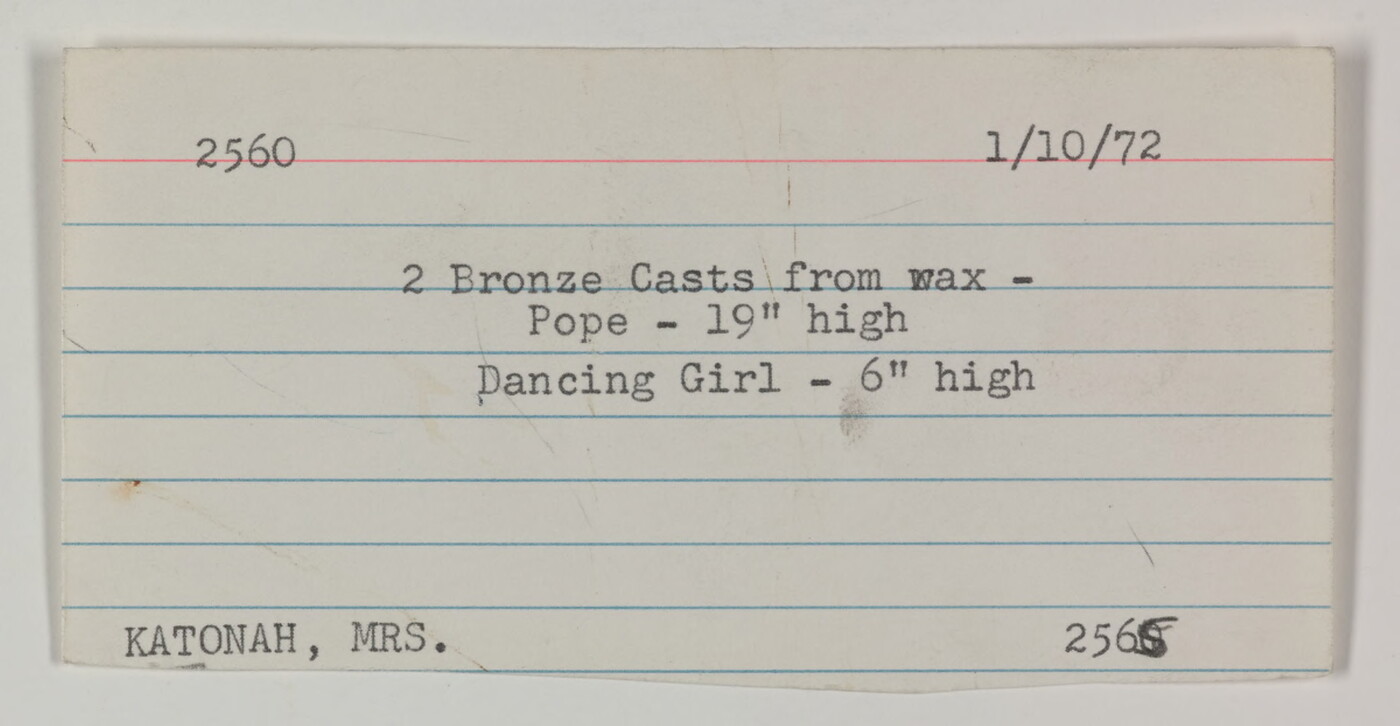 2560 1/10/72
2 Bronze Casts from wax -
Pope - 19" high
Dancing Girl - 6" high
KATONAH, MRS. 2565